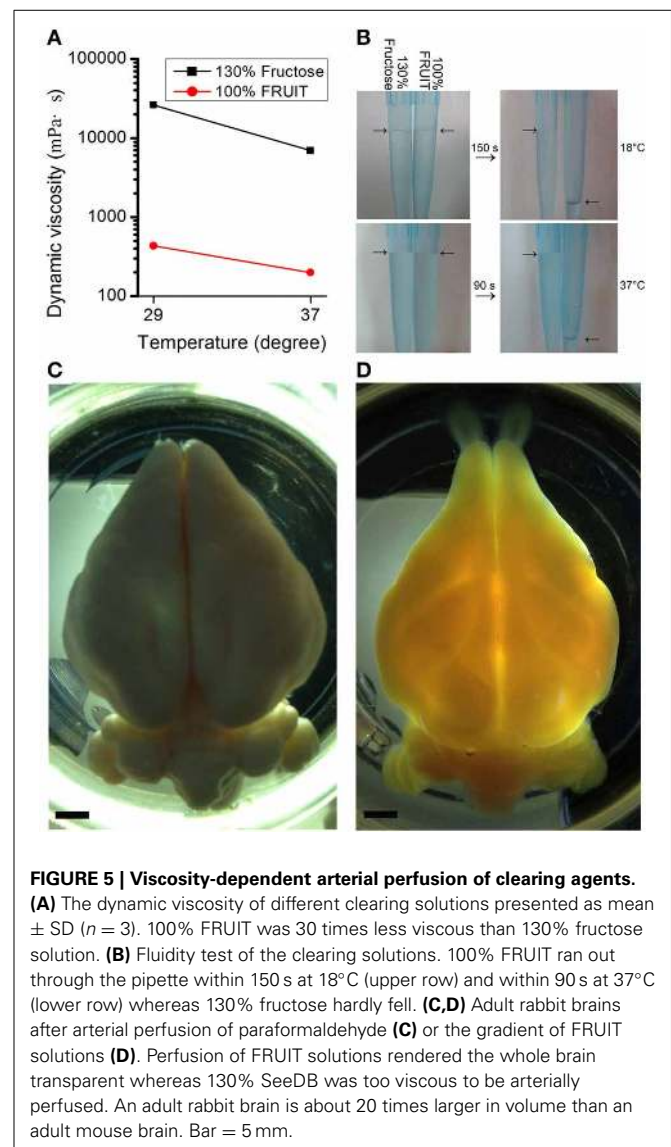 A
B
100000
10000
1000
100
Dynamic viscosity (mPa· s)
130% Fructose
100% FRUIT
29
37
Temperature (degree)
130% Fructose
100% FRUIT
150 s
18°C
90 s
37°C
C
D
FIGURE 5 | Viscosity-dependent arterial perfusion of clearing agents.
(A) The dynamic viscosity of different clearing solutions presented as mean
± SD (n = 3). 100% FRUIT was 30 times less viscous than 130% fructose
solution. (B) Fluidity test of the clearing solutions. 100% FRUIT ran out
through the pipette within 150 s at 18°C (upper row) and within 90 s at 37°C
(lower row) whereas 130% fructose hardly fell. (C,D) Adult rabbit brains
after arterial perfusion of paraformaldehyde (C) or the gradient of FRUIT
solutions (D). Perfusion of FRUIT solutions rendered the whole brain
transparent whereas 130% SeeDB was too viscous to be arterially
perfused. An adult rabbit brain is about 20 times larger in volume than an
adult mouse brain. Bar = 5 mm.